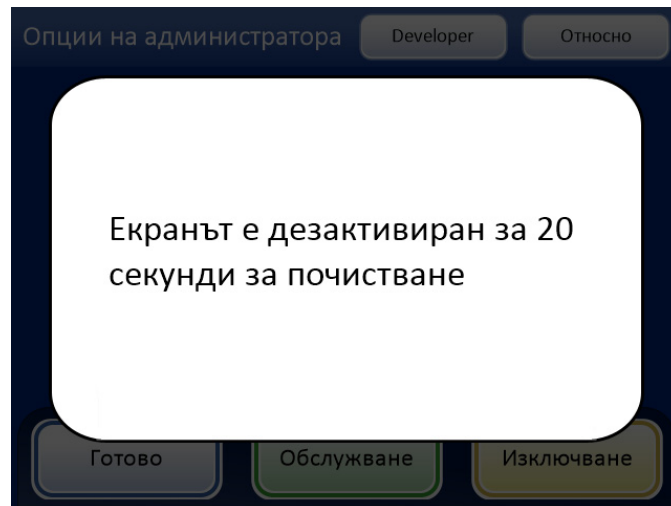 Опции на администратора Developer Относно
Екранът е дезактивиран за 20
секунди за почистване
Готово Обслужване Изключване